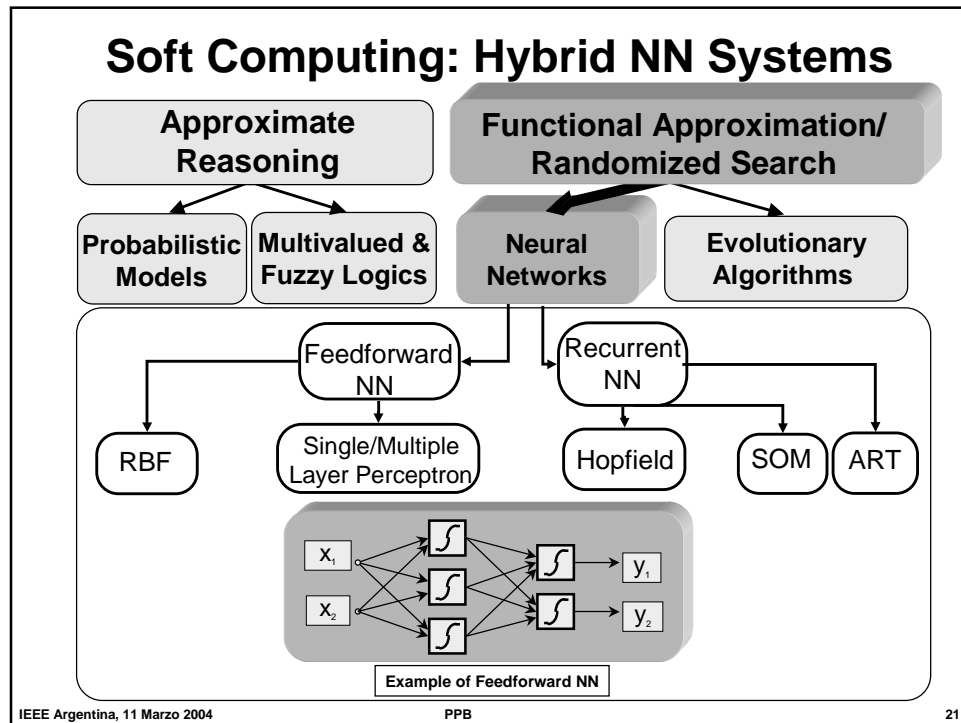 Soft Computing: Hybrid NN Systems
Approximate
Reasoning
Functional Approximation/
Randomized Search
Probabilistic
Models
Multivalued &
Fuzzy Logics
Neural
Networks
Evolutionary
Algorithms
Feedforward
NN
Recurrent
NN
RBF
Single/Multiple
Layer Perceptron
Hopfield
SOM
ART
x₁
x₂
y₁
y₂
Example of Feedforward NN
IEEE Argentina, 11 Marzo 2004
PPB
21